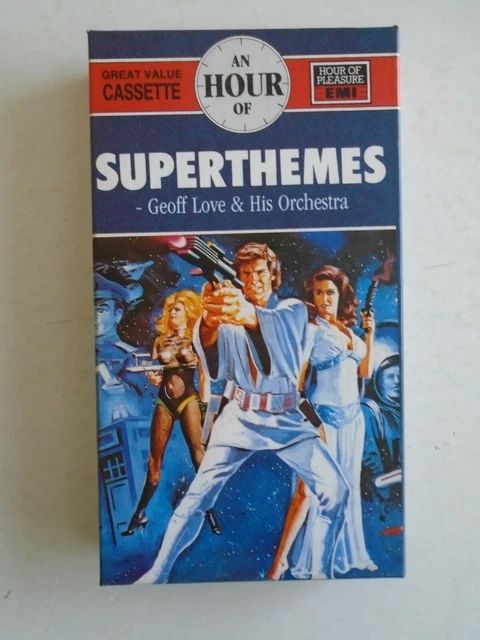 GREAT VALUE
CASSETTE
AN
HOUR
OF
HOUR OF
PLEASURE
EMI
SUPERTHEMES
- Geoff Love & His Orchestra